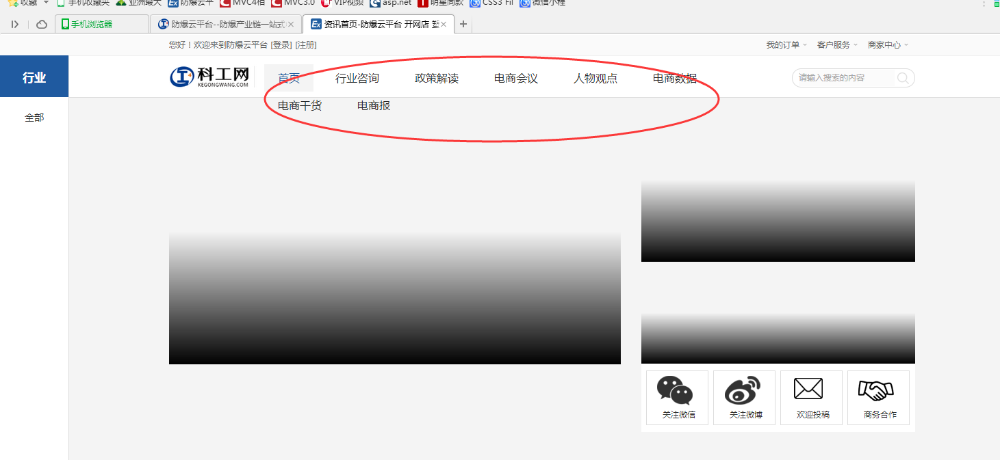 收藏 手机收藏夹 亚洲最大 防爆云平 MVC4相 MVC3.0 VIP视频 asp.net 明星同款 CSS3 Fil 微信小程
手机浏览器 防爆云平台--防爆产业链一站式 资讯首页-防爆云平台 开网店
您好！欢迎来到防爆云平台 [登录] [注册] 我的订单 客户服务 商家中心
行业 科工网 KEGONGWANG.COM 首页 行业咨询 政策解读 电商会议 人物观点 电商数据 请输入搜索的内容
电商干货 电商报
全部
关注微信 关注微博 欢迎投稿 商务合作